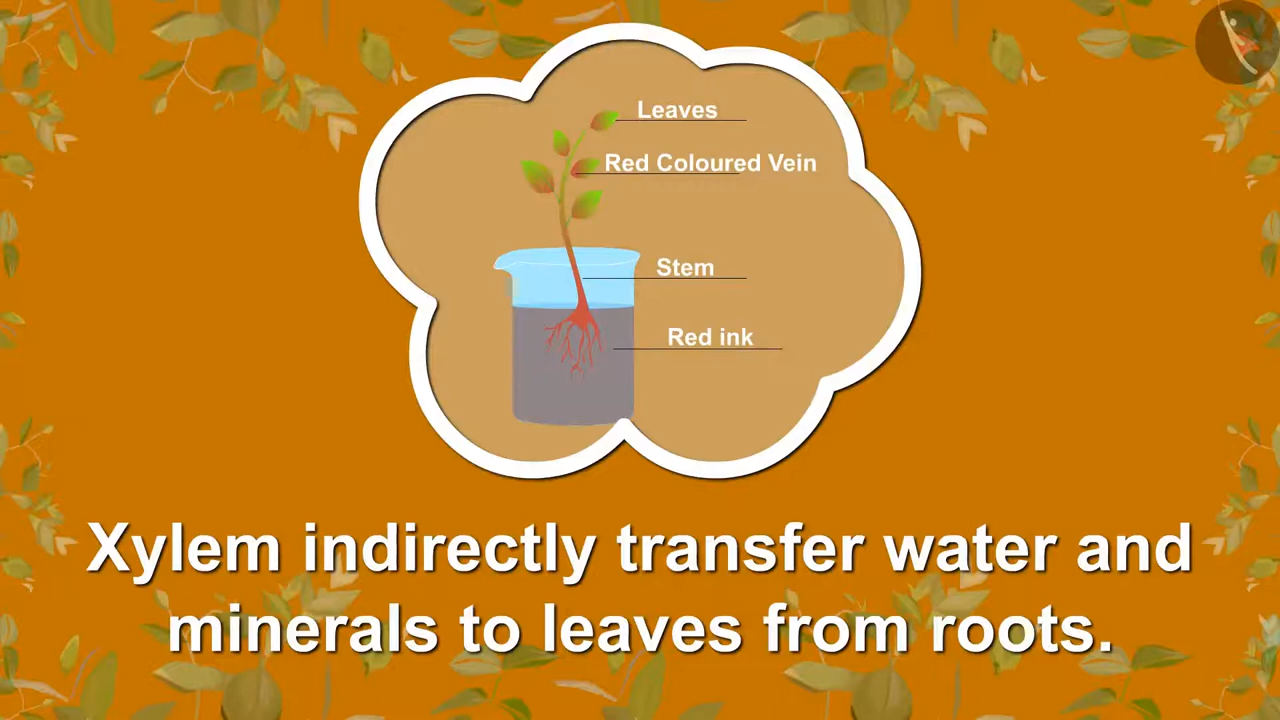 Leaves
Red Coloured Vein
Stem
Red ink
Xylem indirectly transfer water and
minerals to leaves from roots.